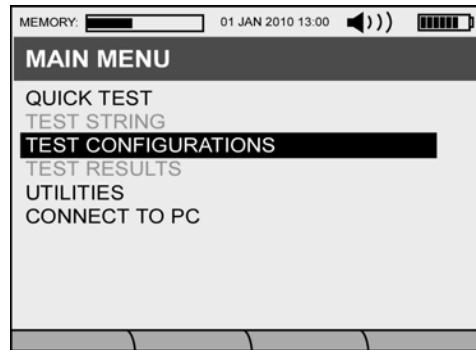 MEMORY: 01 JAN 2010 13:00
MAIN MENU
QUICK TEST
TEST STRING
TEST CONFIGURATIONS
TEST RESULTS
UTILITIES
CONNECT TO PC